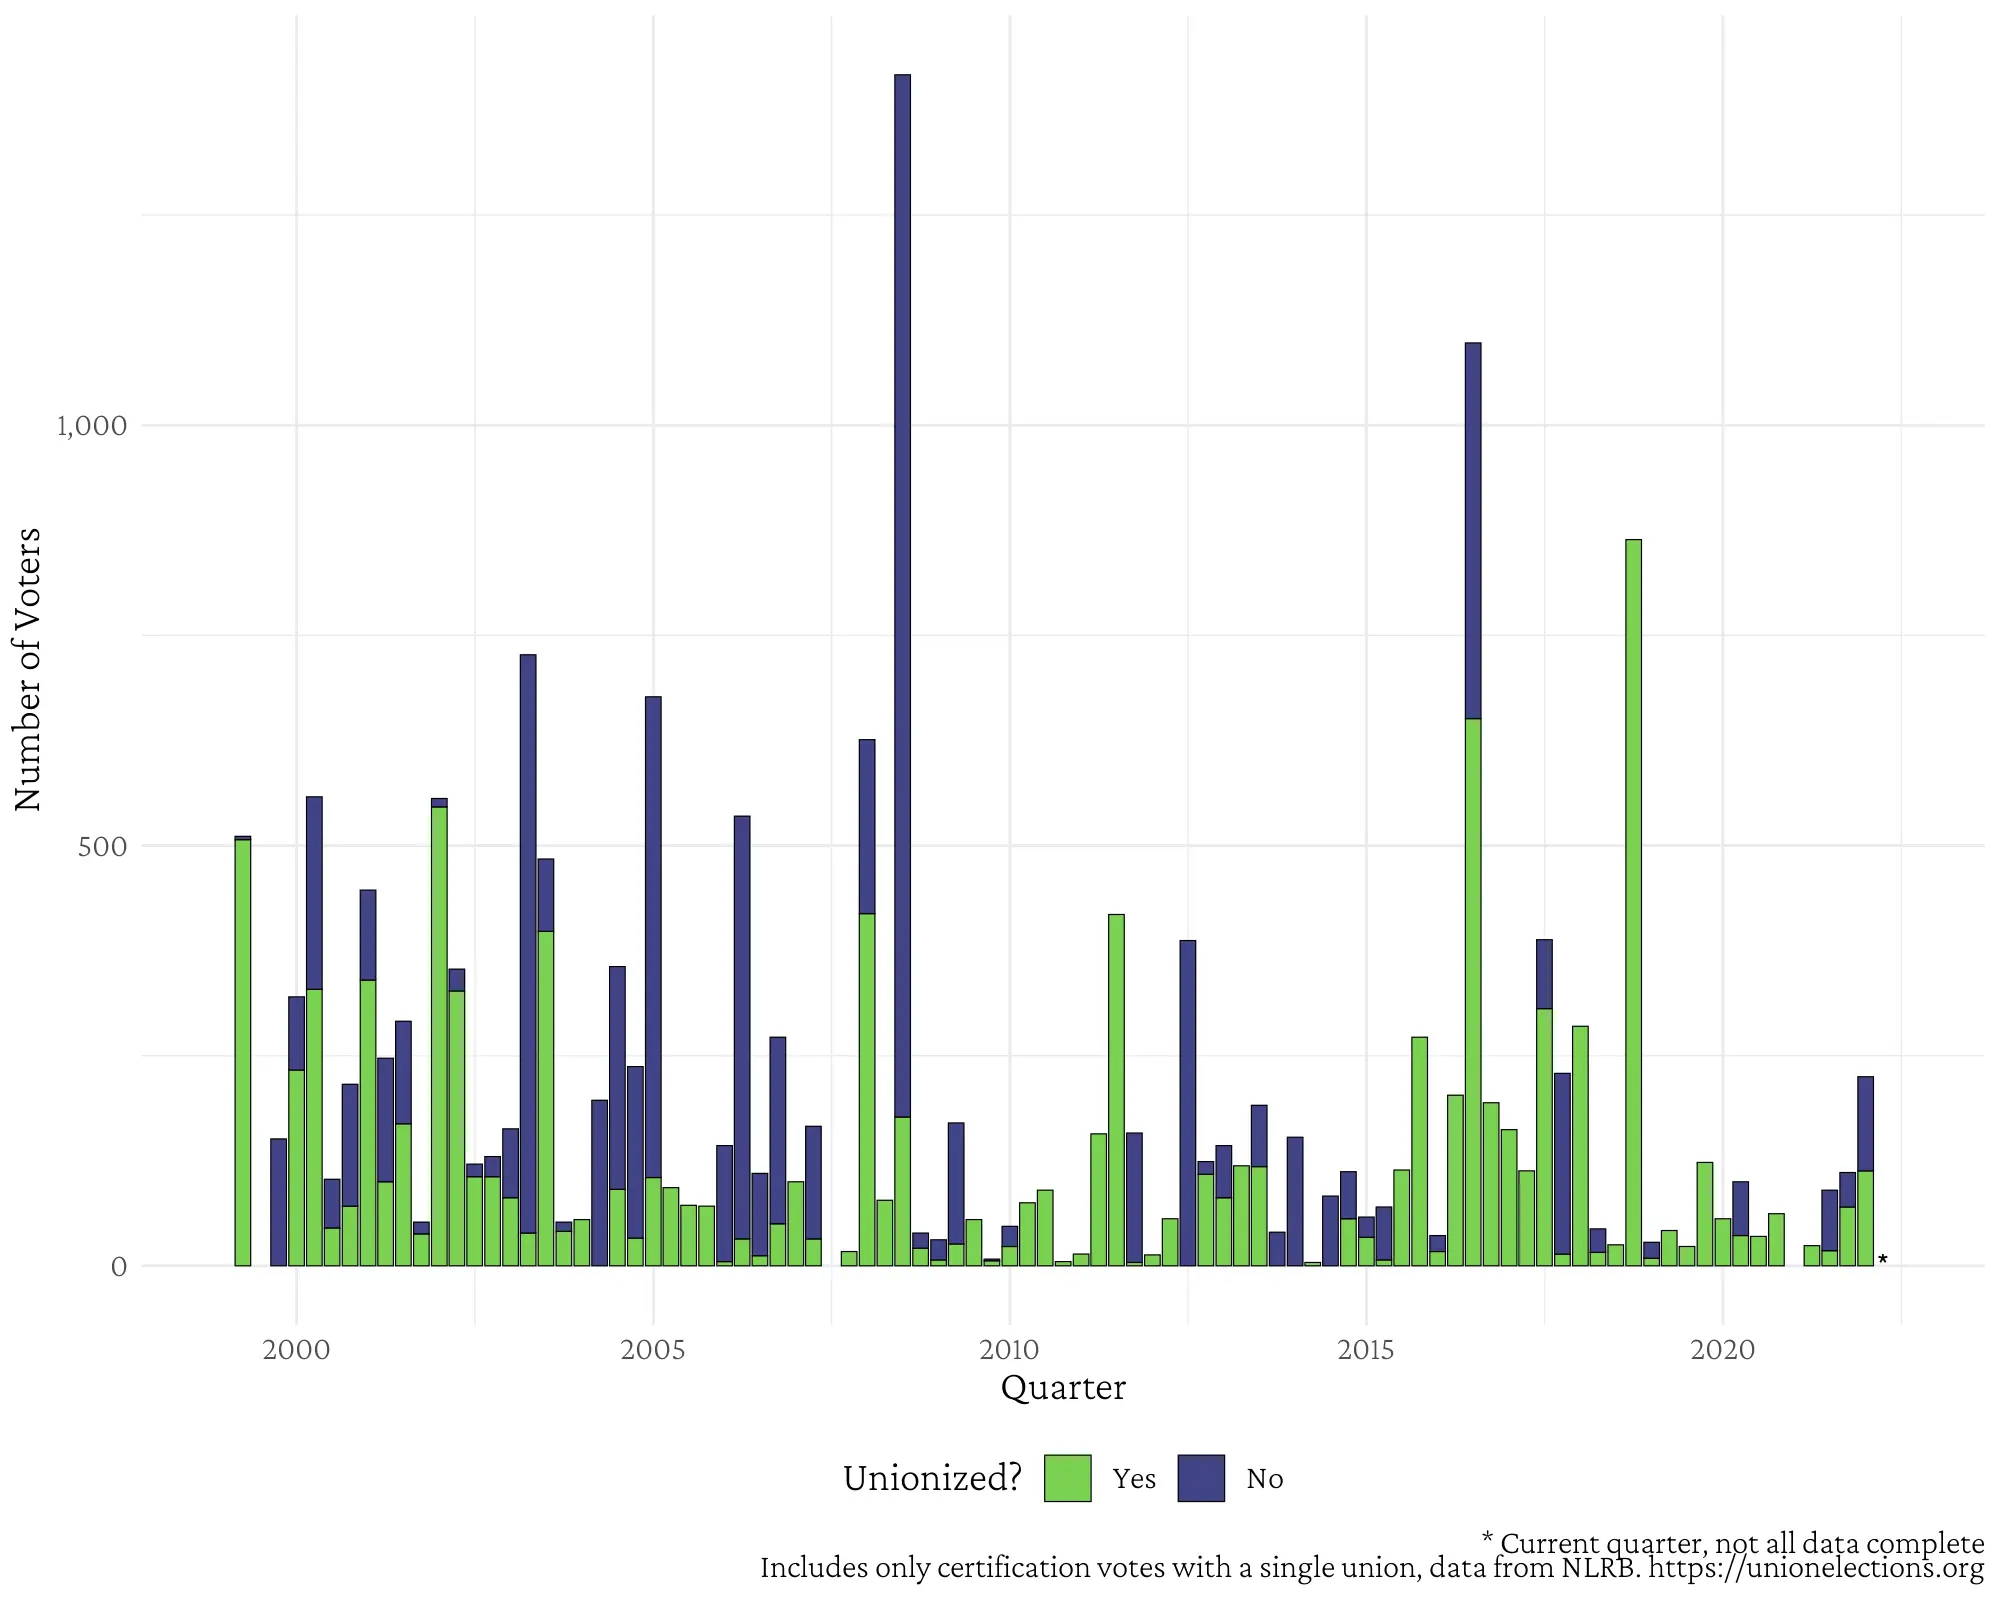 Number of Voters
1,000
500
0
*
2000 2005 2010 2015 2020
Quarter
Unionized? Yes No
* Current quarter, not all data complete
Includes only certification votes with a single union, data from NLRB. https://unionelections.org